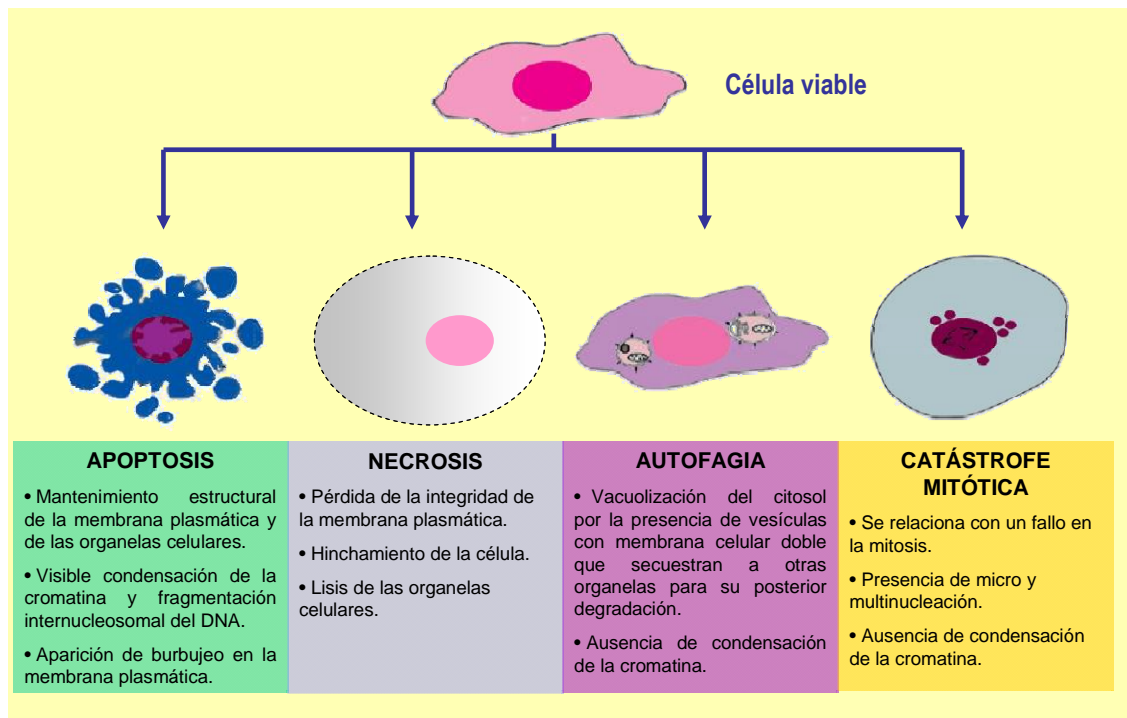 Célula viable
APOPTOSIS
• Mantenimiento estructural
de la membrana plasmática y
de las organelas celulares.
• Visible condensación de la
cromatina y fragmentación
internucleosomal del DNA.
• Aparición de burbujeo en la
membrana plasmática.
NECROSIS
• Pérdida de la integridad de
la membrana plasmática.
• Hinchamiento de la célula.
• Lisis de las organelas
celulares.
AUTOFAGIA
• Vacuolización del citosol
por la presencia de vesículas
con membrana celular doble
que secuestran a otras
organelas para su posterior
degradación.
• Ausencia de condensación
de la cromatina.
CATÁSTROFE
MITÓTICA
• Se relaciona con un fallo en
la mitosis.
• Presencia de micro y
multinucleación.
• Ausencia de condensación
de la cromatina.